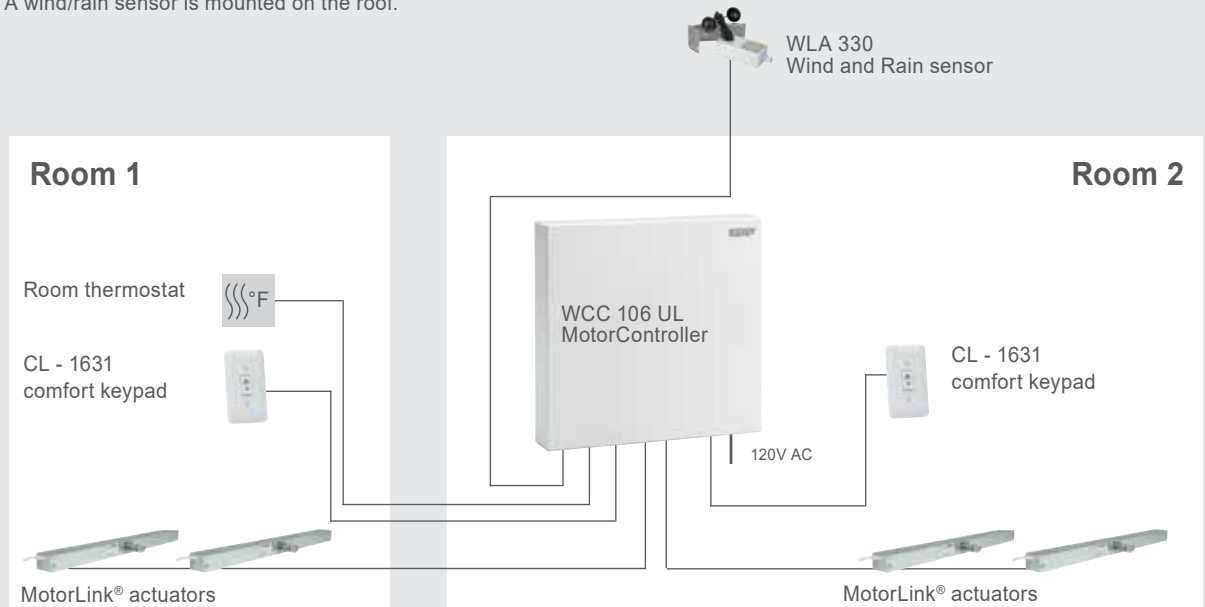 A wind/rain sensor is mounted on the roof.
WLA 330
Wind and Rain sensor
Room 1
Room 2
Room thermostat
°F
WCC 106 UL
MotorController
CL - 1631
comfort keypad
CL - 1631
comfort keypad
120V AC
MotorLink® actuators
MotorLink® actuators